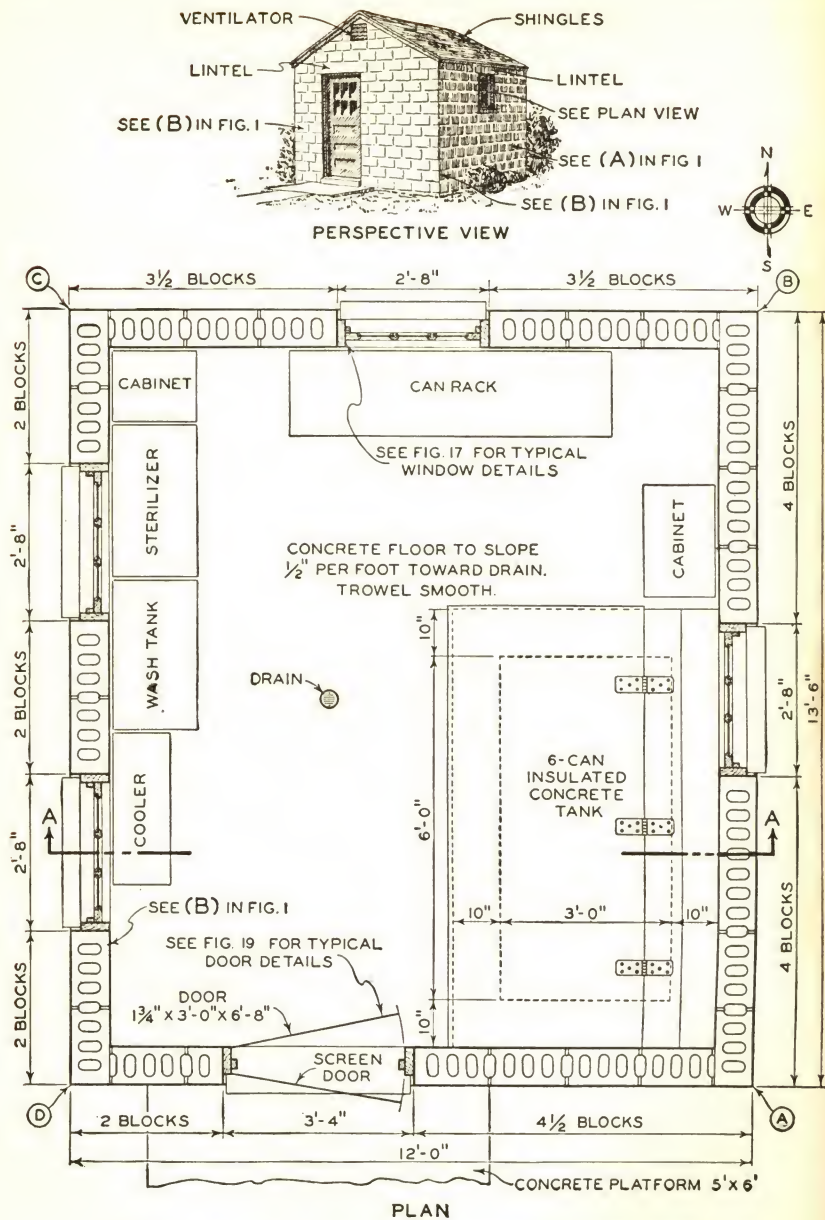 VENTILATOR
SHINGLES
LINTEL
LINTEL
SEE PLAN VIEW
SEE (B) IN FIG. 1
SEE (A) IN FIG 1
SEE (B) IN FIG. 1
PERSPECTIVE VIEW
N
W
E
S
C
3½ BLOCKS
2'-8"
3½ BLOCKS
B
2 BLOCKS
CABINET
CAN RACK
SEE FIG. 17 FOR TYPICAL
WINDOW DETAILS
4 BLOCKS
2'-8"
STERILIZER
CABINET
CONCRETE FLOOR TO SLOPE
½" PER FOOT TOWARD DRAIN.
TROWEL SMOOTH.
10"
2 BLOCKS
WASH TANK
DRAIN
2'-8"
13'-6"
6-CAN
INSULATED
CONCRETE
TANK
6'-0"
2'-8"
COOLER
A
A
10"
3'-0"
10"
SEE (B) IN FIG. 1
SEE FIG. 19 FOR TYPICAL
DOOR DETAILS
4 BLOCKS
2 BLOCKS
DOOR
1¾" X 3'-0" X 6'-8"
10"
SCREEN
DOOR
D
A
2 BLOCKS
3'-4"
4½ BLOCKS
12'-0"
CONCRETE PLATFORM 5' X 6'
PLAN